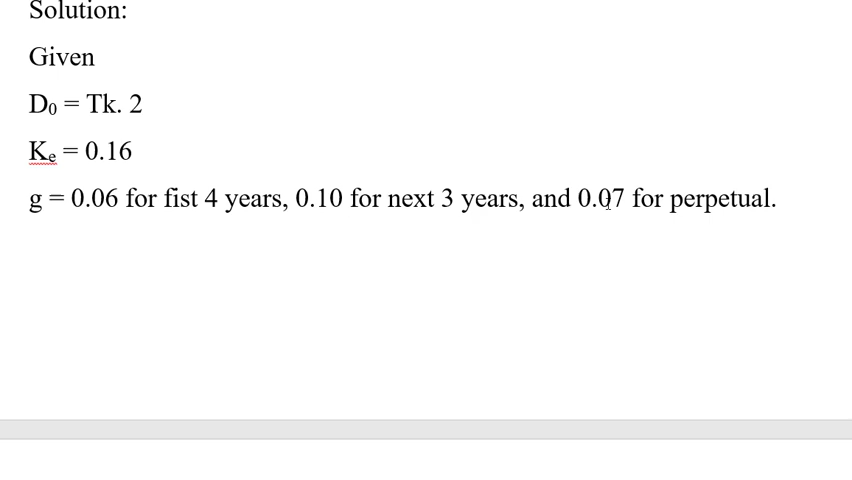 Solution:
Given
D₀ = Tk. 2
Kₑ = 0.16
g = 0.06 for fist 4 years, 0.10 for next 3 years, and 0.07 for perpetual.